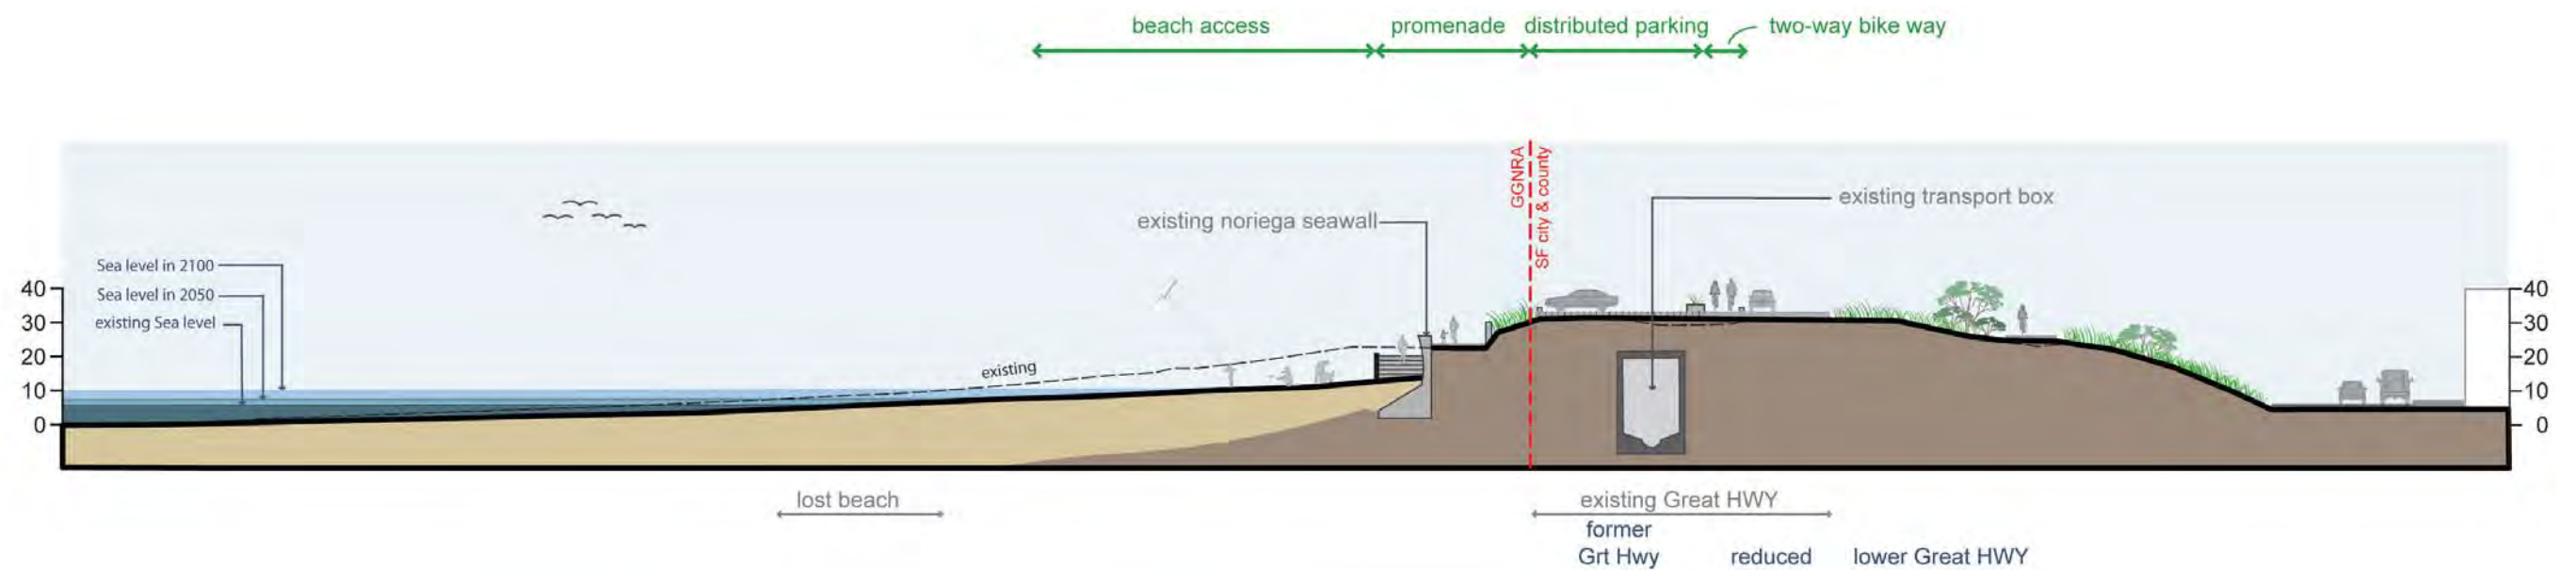 beach access
promenade
distributed parking
two-way bike way
GGNRA
SF city & county
existing transport box
existing noriega seawall
Sea level in 2100
Sea level in 2050
existing Sea level
40
30
20
10
0
existing
40
30
20
10
0
lost beach
existing Great HWY
former
Grt Hwy
reduced
lower Great HWY